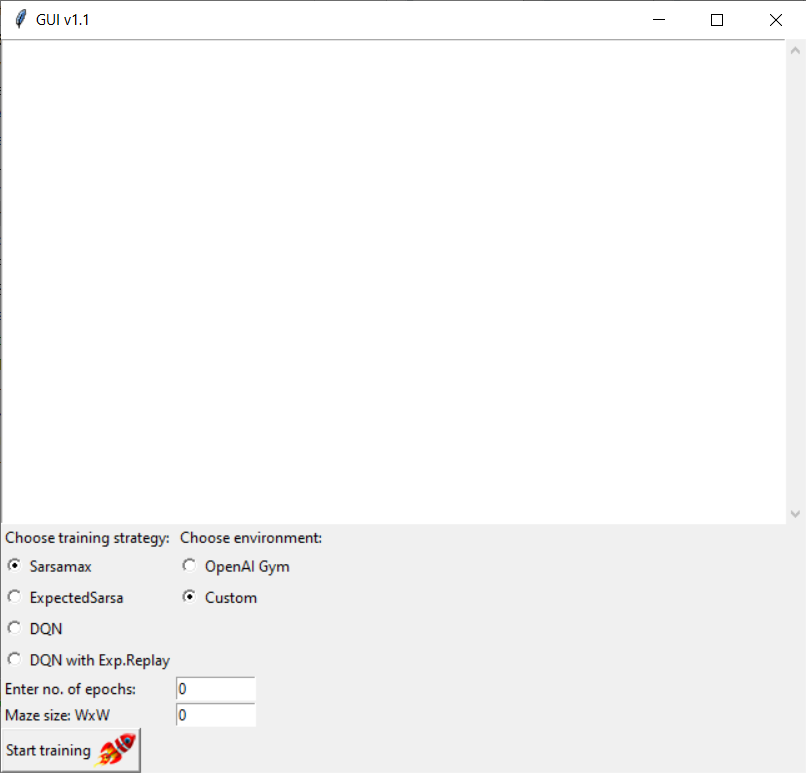 GUI v1.1
Choose training strategy: Choose environment:
Sarsamax OpenAI Gym
ExpectedSarsa Custom
DQN
DQN with Exp.Replay
Enter no. of epochs: 0
Maze size: WxW 0
Start training